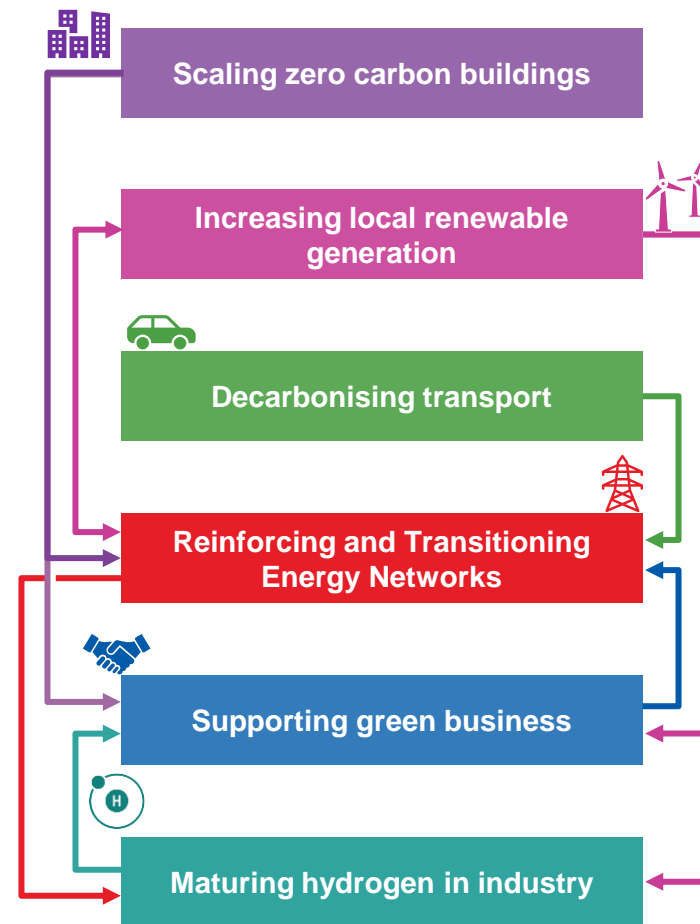 Scaling zero carbon buildings
Increasing local renewable
generation
Decarbonising transport
Reinforcing and Transitioning
Energy Networks
Supporting green business
H
Maturing hydrogen in industry